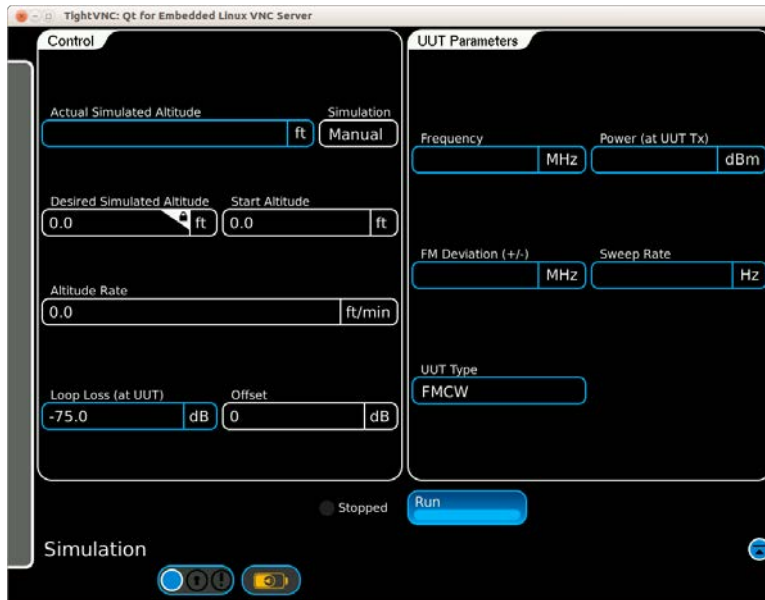 TightVNC: Qt for Embedded Linux VNC Server
Control
Actual Simulated Altitude
Simulation
ft
Manual
Desired Simulated Altitude
Start Altitude
0.0
ft
0.0
ft
Altitude Rate
0.0
ft/min
Loop Loss (at UUT)
Offset
-75.0
dB
0
dB
UUT Parameters
Frequency
Power (at UUT Tx)
MHz
dBm
FM Deviation (+/-)
Sweep Rate
MHz
Hz
UUT Type
FMCW
Stopped
Run
Simulation